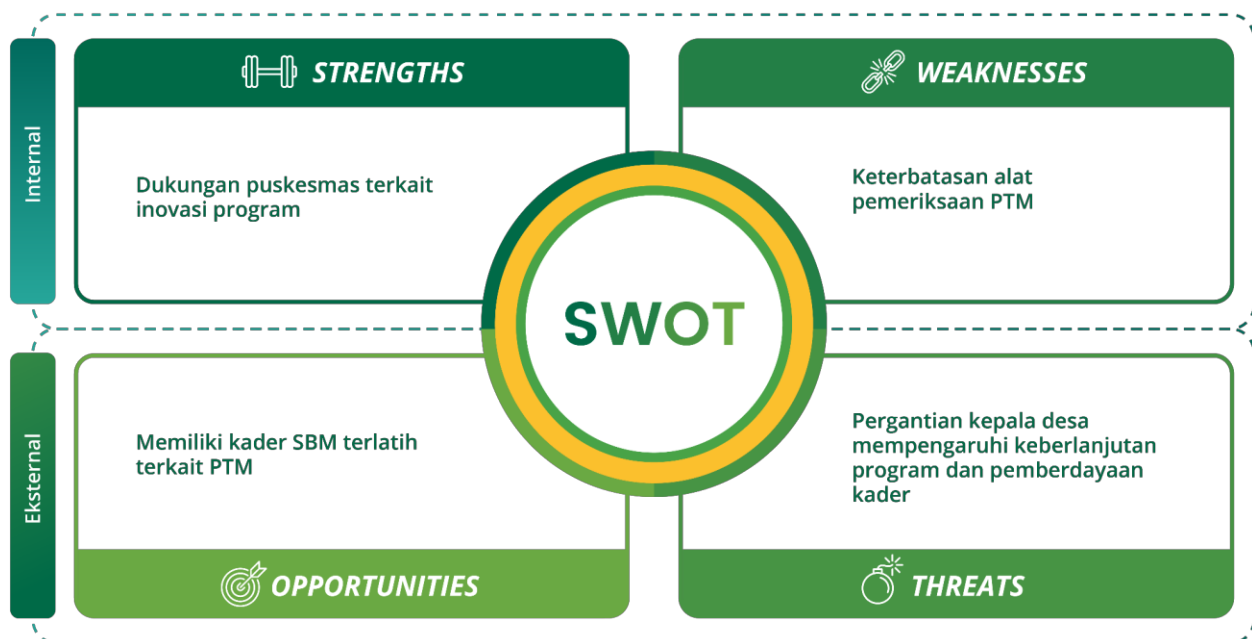 Internal
STRENGTHS
Dukungan puskesmas terkait
inovasi program
WEAKNESSES
Keterbatasan alat
pemeriksaan PTM
SWOT
Eksternal
Memiliki kader SBM terlatih
terkait PTM
OPPORTUNITIES
Pergantian kepala desa
mempengaruhi keberlanjutan
program dan pemberdayaan
kader
THREATS